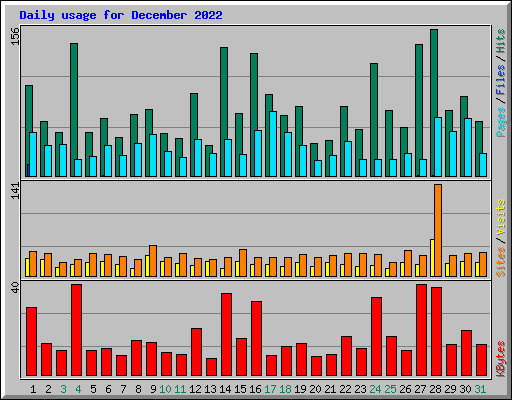 Daily usage for December 2022
156
Pages / Files / Hits
141
Sites / Visits
40
KBytes
1 2 3 4 5 6 7 8 9 10 11 12 13 14 15 16 17 18 19 20 21 22 23 24 25 26 27 28 29 30 31